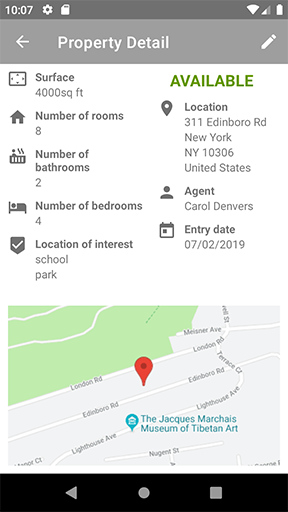 10:07
Property Detail
Surface
4000sq ft
Number of rooms
8
Number of
bathrooms
2
Number of bedrooms
4
Location of interest
school
park
AVAILABLE
Location
311 Edinboro Rd
New York
NY 10306
United States
Agent
Carol Denvers
Entry date
07/02/2019
Meisner Ave
London Rd
Terrace Ct
London Rd
Edinboro Rd
Edinboro Rd
Lighthouse Ave
The Jacques Marchais
Museum of Tibetan Art
Lighthouse Ave
Nugent St
Manor Ct